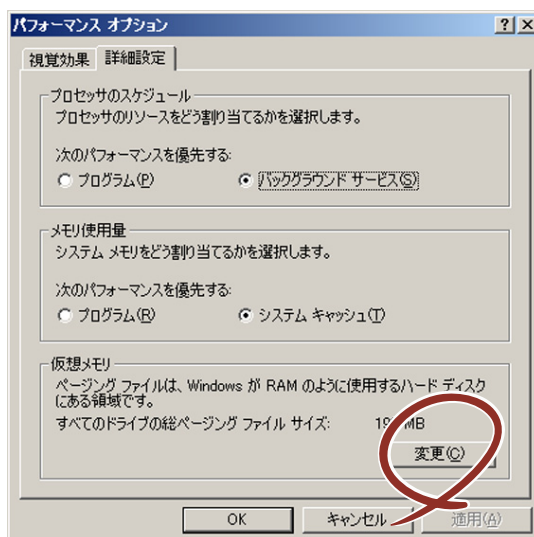 パフォーマンス オプション
視覚効果 詳細設定
プロセッサのスケジュール
プロセッサのリソースをどう割り当てるかを選択します。
次のパフォーマンスを優先する:
プログラム(P) バックグラウンド サービス(S)
メモリ使用量
システム メモリをどう割り当てるかを選択します。
次のパフォーマンスを優先する:
プログラム(R) システム キャッシュ(T)
仮想メモリ
ページング ファイルは、Windows が RAM のように使用するハード ディスク
にある領域です。
すべてのドライブの総ページング ファイル サイズ: MB
変更(C)
OK キャンセル 適用(A)